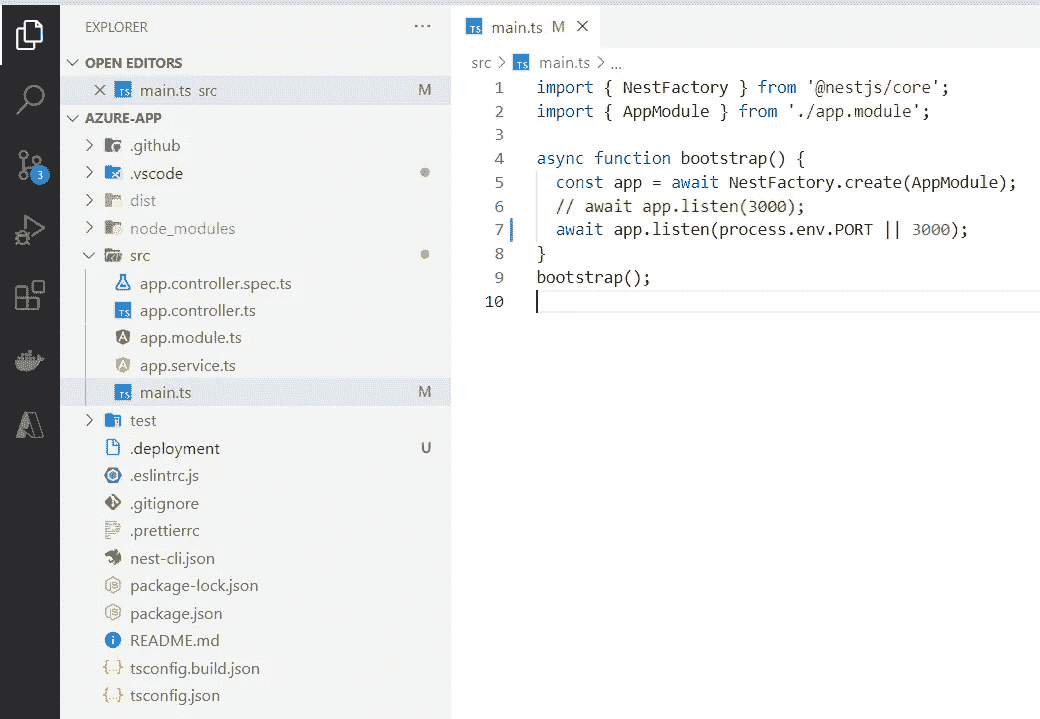 EXPLORER
OPEN EDITORS
TS main.ts src M
AZURE-APP
.github
.vscode
dist
node_modules
src
app.controller.spec.ts
TS app.controller.ts
app.module.ts
app.service.ts
TS main.ts M
test
.deployment U
.eslintrc.js
.gitignore
.prettierrc
nest-cli.json
package-lock.json
package.json
README.md
{..} tsconfig.build.json
{..} tsconfig.json
3
TS main.ts M
src > TS main.ts > ...
1 import { NestFactory } from '@nestjs/core';
2 import { AppModule } from './app.module';
3
4 async function bootstrap() {
5 const app = await NestFactory.create(AppModule);
6 // await app.listen(3000);
7 await app.listen(process.env.PORT || 3000);
8 }
9 bootstrap();
10